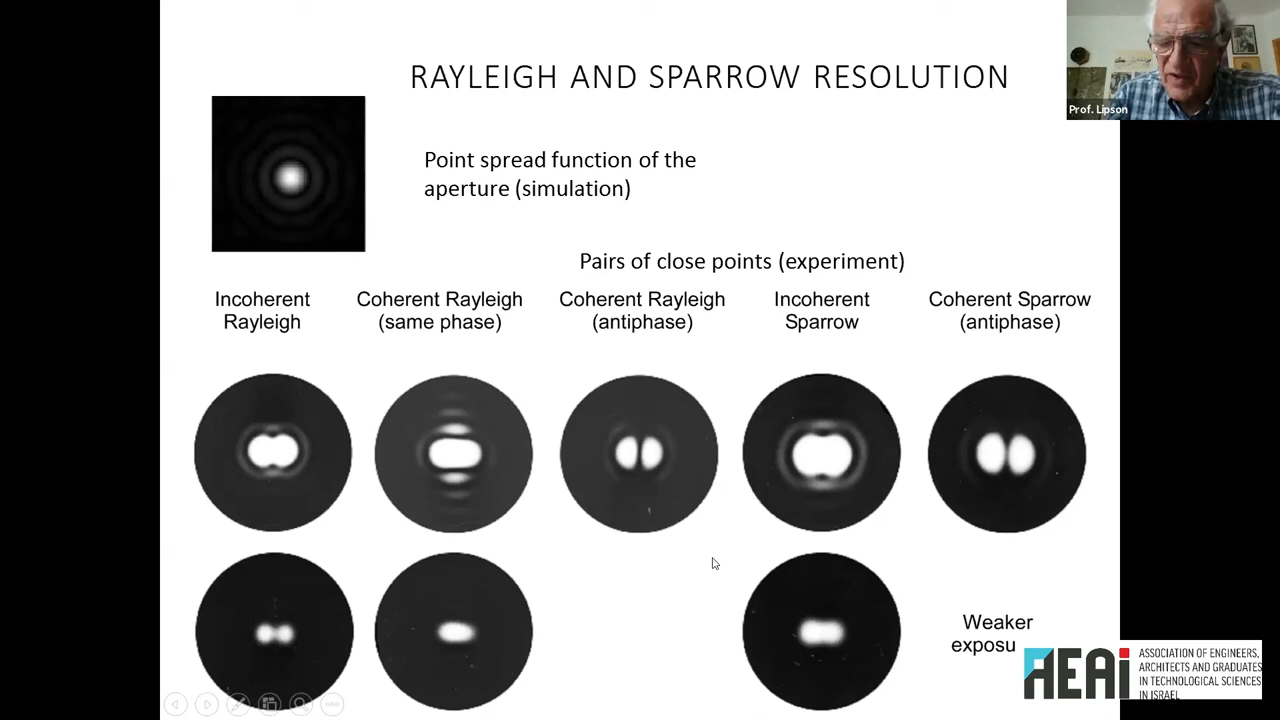 RAYLEIGH AND SPARROW RESOLUTION
Prof. Lipson
Point spread function of the
aperture (simulation)
Pairs of close points (experiment)
Incoherent
Rayleigh
Coherent Rayleigh
(same phase)
Coherent Rayleigh
(antiphase)
Incoherent
Sparrow
Coherent Sparrow
(antiphase)
Weaker
exposu
AEAi
ASSOCIATION OF ENGINEERS,
ARCHITECTS AND GRADUATES
IN TECHNOLOGICAL SCIENCES
IN ISRAEL